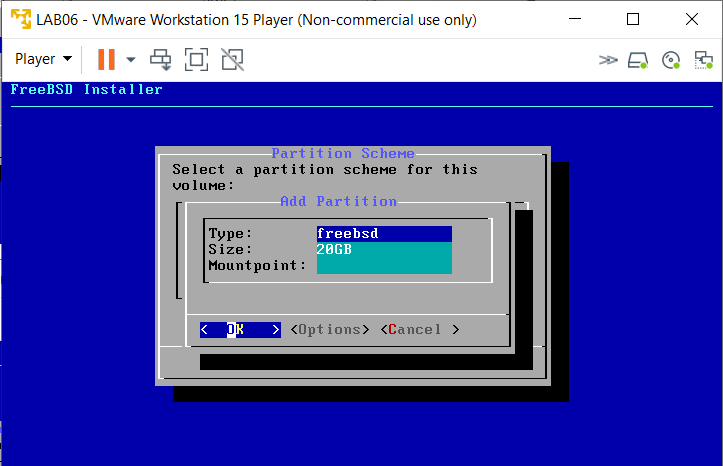 LAB06 - VMware Workstation 15 Player (Non-commercial use only)
Player
FreeBSD Installer
Partition Scheme
Select a partition scheme for this
volume:
Add Partition
Type: freebsd
Size: 20GB
Mountpoint:
< OK > <Options> <Cancel >